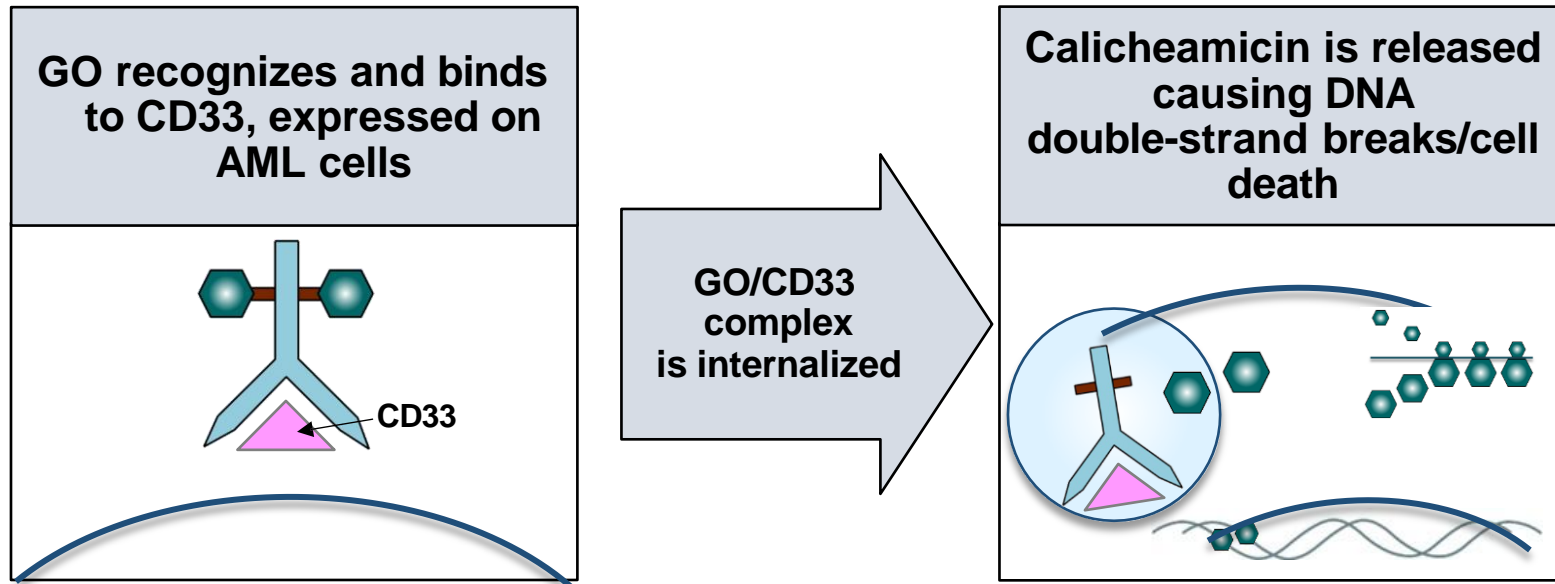 GO recognizes and binds
to CD33, expressed on
AML cells
CD33
GO/CD33
complex
is internalized
Calicheamicin is released
causing DNA
double-strand breaks/cell
death